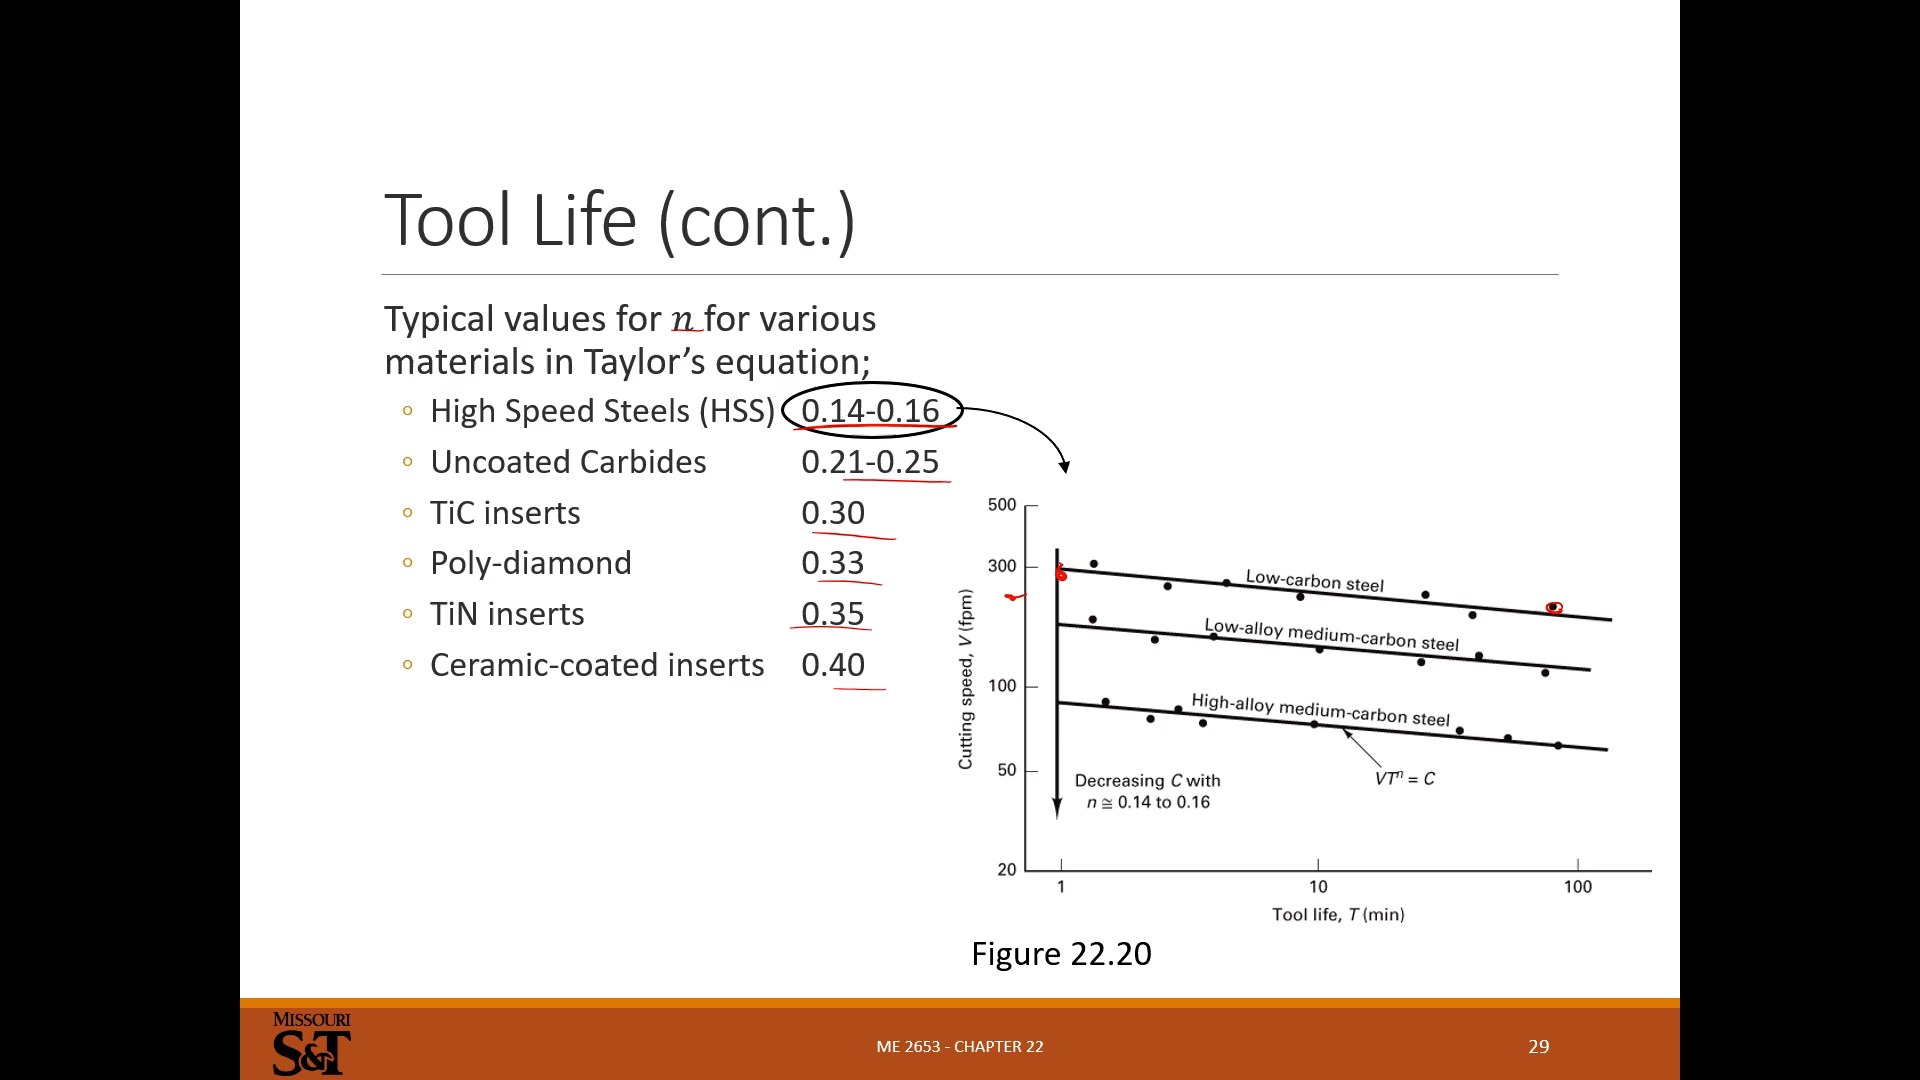 Tool Life (cont.)
Typical values for n for various
materials in Taylor’s equation;
◦ High Speed Steels (HSS) 0.14-0.16
◦ Uncoated Carbides 0.21-0.25
◦ TiC inserts 0.30
◦ Poly-diamond 0.33
◦ TiN inserts 0.35
◦ Ceramic-coated inserts 0.40
500
300
100
50
20
Cutting speed, V (fpm)
Low-carbon steel
Low-alloy medium-carbon steel
High-alloy medium-carbon steel
VTⁿ = C
Decreasing C with
n ≅ 0.14 to 0.16
1 10 100
Tool life, T (min)
Figure 22.20
MISSOURI
S&T
ME 2653 - CHAPTER 22
29